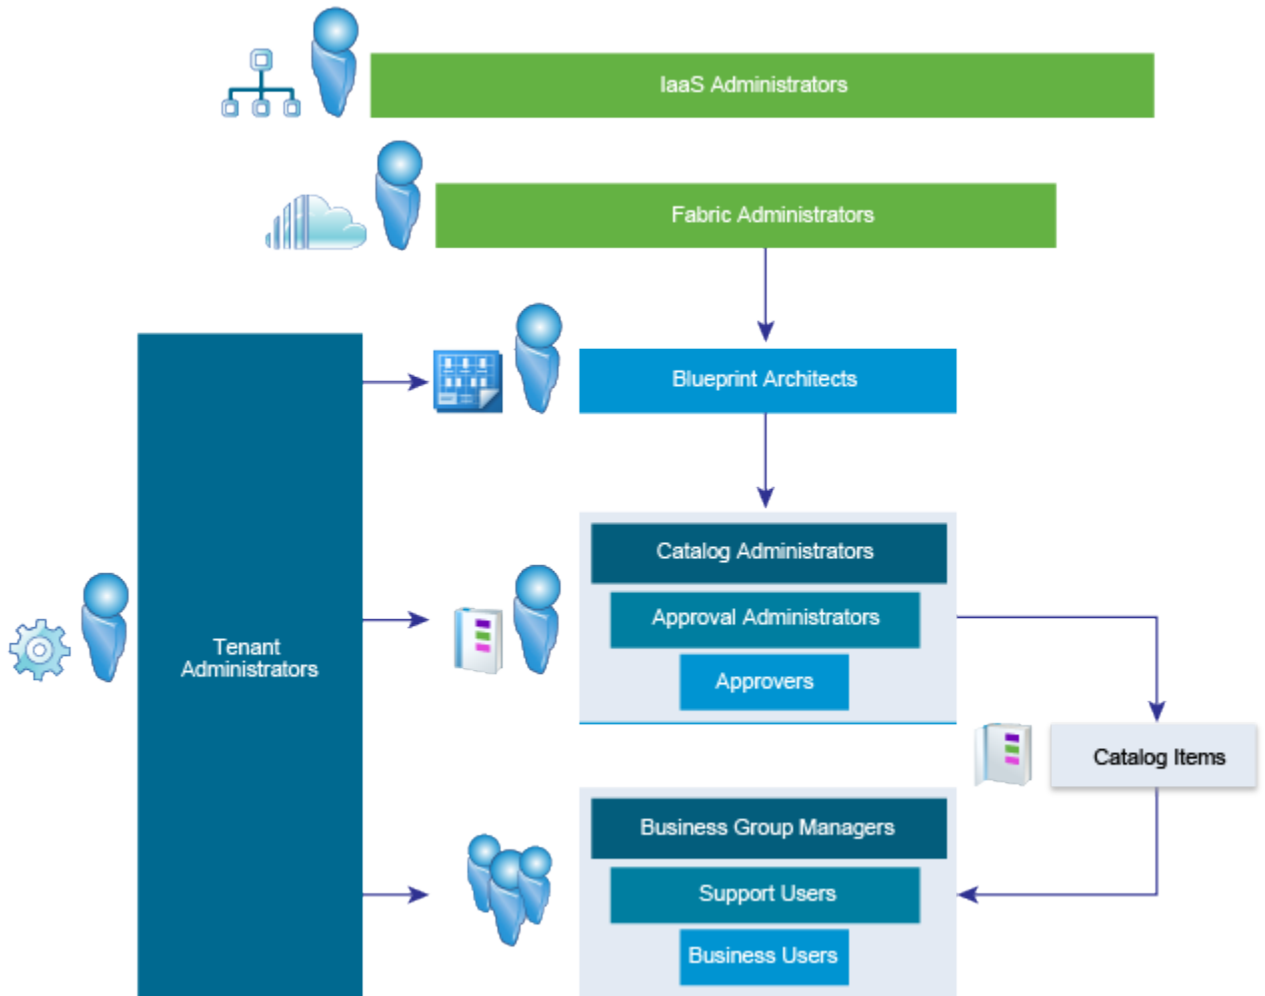 IaaS Administrators
Fabric Administrators
Blueprint Architects
Catalog Administrators
Approval Administrators
Approvers
Tenant
Administrators
Catalog Items
Business Group Managers
Support Users
Business Users